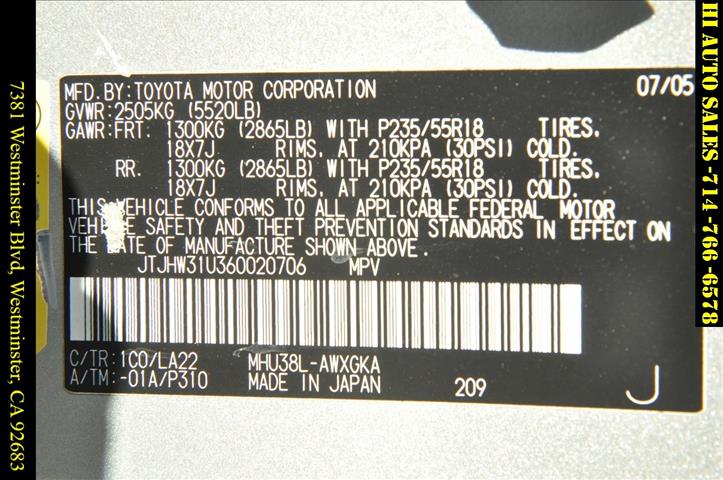 MFD.BY:TOYOTA MOTOR CORPORATION 07/05
GVWR:2505KG (5520LB)
GAWR:FRT. 1300KG (2865LB) WITH P235/55R18 TIRES,
18X7J RIMS, AT 210KPA (30PSI) COLD.
RR. 1300KG (2865LB) WITH P235/55R18 TIRES,
18X7J RIMS, AT 210KPA (30PSI) COLD.
THIS VEHICLE CONFORMS TO ALL APPLICABLE FEDERAL MOTOR
VEHICLE SAFETY AND THEFT PREVENTION STANDARDS IN EFFECT ON
THE DATE OF MANUFACTURE SHOWN ABOVE.
JTJHW31U360020706 MPV
C/TR:1C0/LA22 MHU38L-AWXGKA
A/TM:-01A/P310 MADE IN JAPAN 209 J
7381 Westminster Blvd, Westminster, CA 92683
HI AUTO SALES -714-766-6578